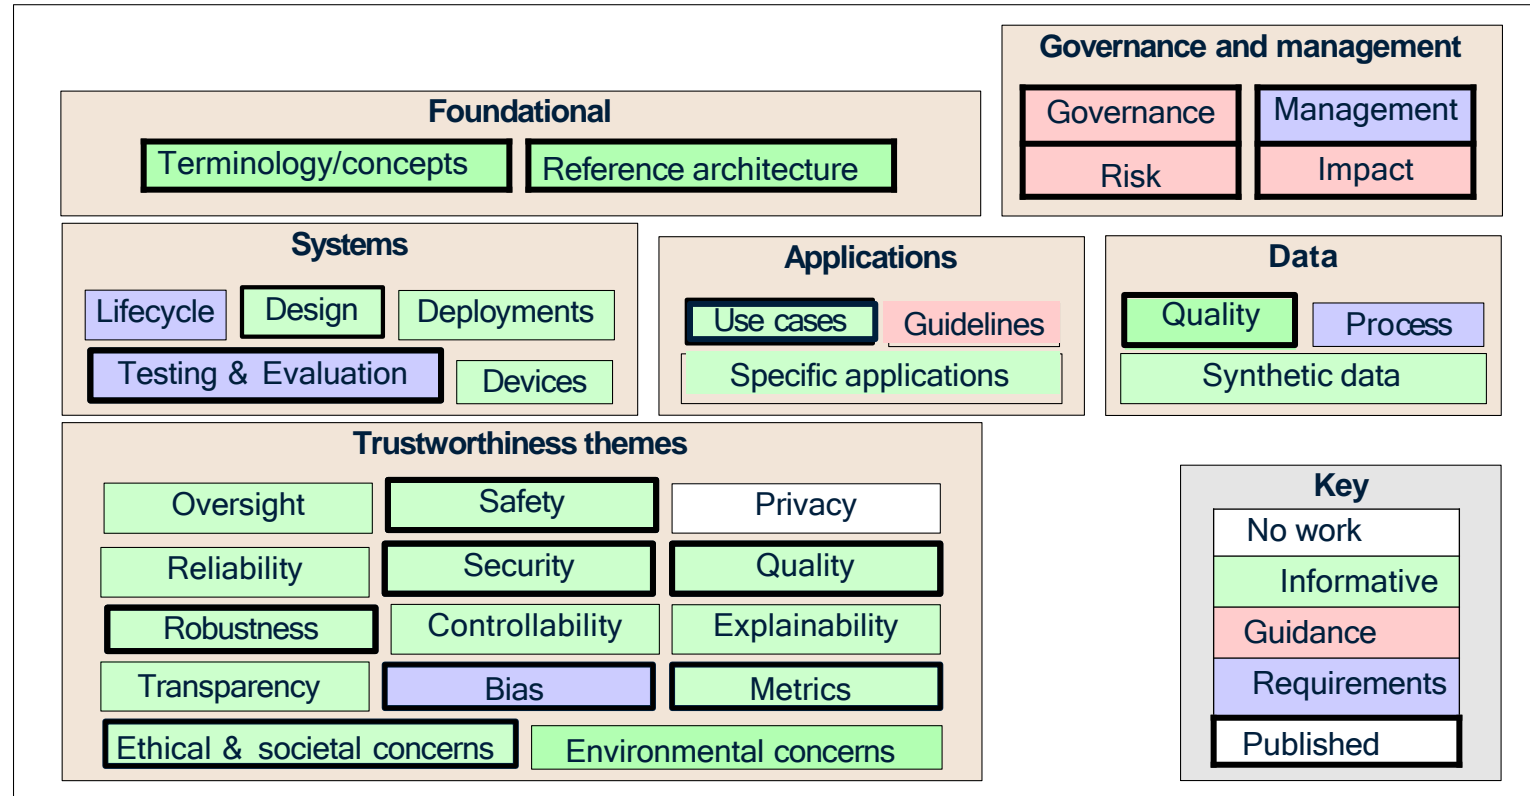 Governance and management
Governance
Management
Risk
Impact
Foundational
Terminology/concepts
Reference architecture
Systems
Lifecycle
Design
Deployments
Testing & Evaluation
Devices
Applications
Use cases
Guidelines
Specific applications
Data
Quality
Process
Synthetic data
Trustworthiness themes
Oversight
Safety
Privacy
Reliability
Security
Quality
Robustness
Controllability
Explainability
Transparency
Bias
Metrics
Ethical & societal concerns
Environmental concerns
Key
No work
Informative
Guidance
Requirements
Published